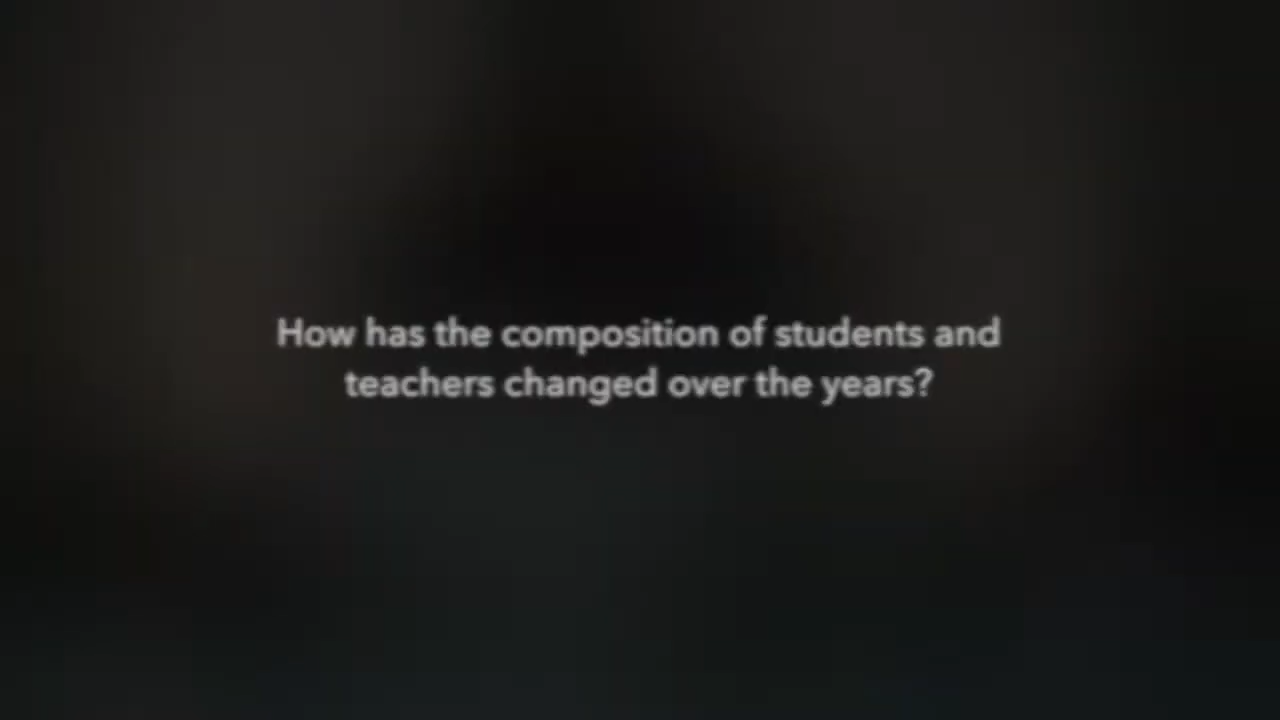 How has the composition of students and
teachers changed over the years?